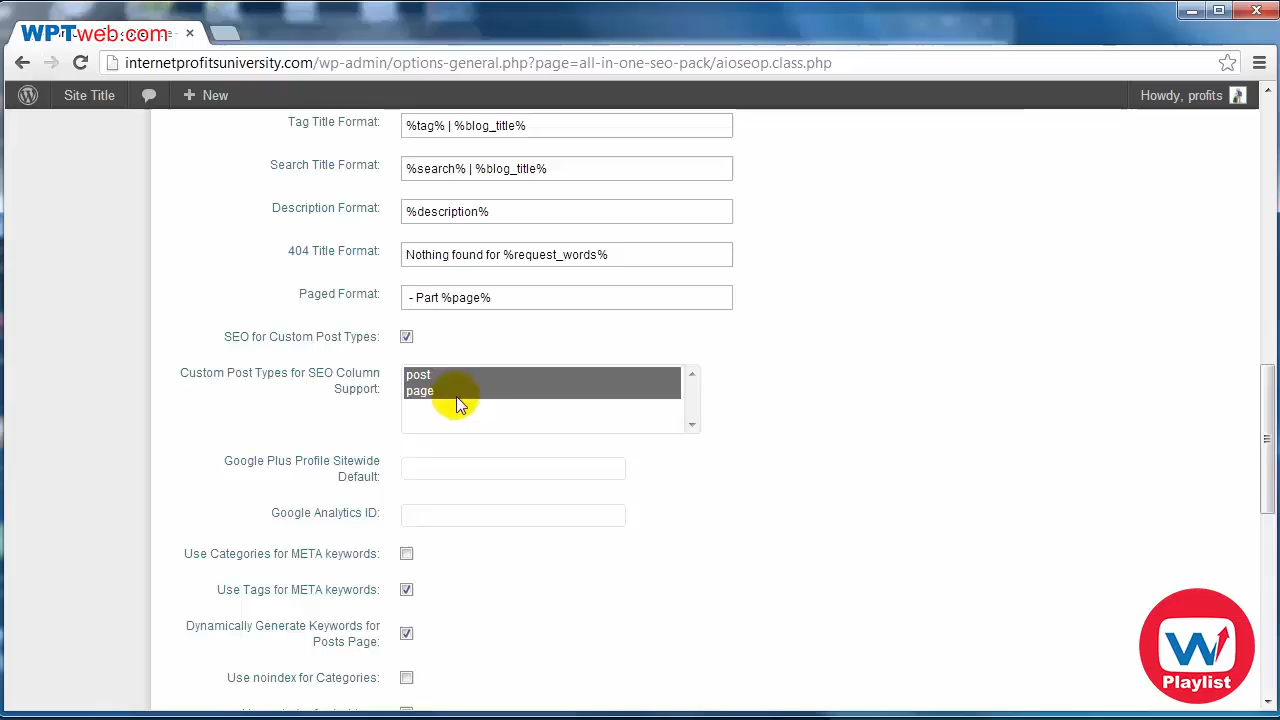 WPTweb.com
internetprofitsuniversity.com/wp-admin/options-general.php?page=all-in-one-seo-pack/aioseop.class.php
Site Title
New
Howdy, profits
Tag Title Format:
%tag% | %blog_title%
Search Title Format:
%search% | %blog_title%
Description Format:
%description%
404 Title Format:
Nothing found for %request_words%
Paged Format:
- Part %page%
SEO for Custom Post Types:
Custom Post Types for SEO Column
Support:
post
page
Google Plus Profile Sitewide
Default:
Google Analytics ID:
Use Categories for META keywords:
Use Tags for META keywords:
Dynamically Generate Keywords for
Posts Page:
Use noindex for Categories:
W
Playlist